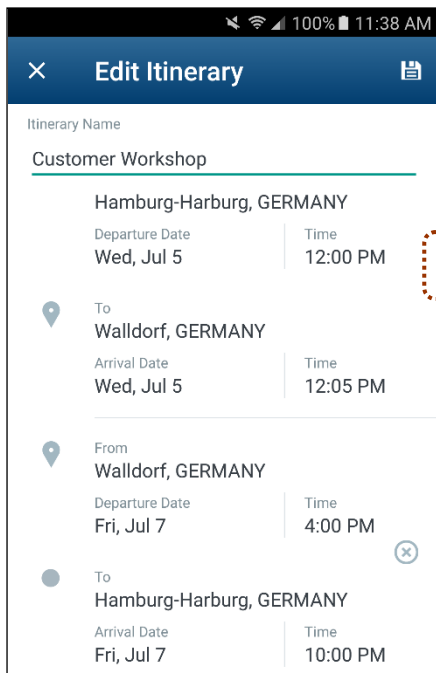 100% 11:38 AM
Edit Itinerary
Itinerary Name
Customer Workshop
Hamburg-Harburg, GERMANY
Departure Date Time
Wed, Jul 5 12:00 PM
To
Walldorf, GERMANY
Arrival Date Time
Wed, Jul 5 12:05 PM
From
Walldorf, GERMANY
Departure Date Time
Fri, Jul 7 4:00 PM
To
Hamburg-Harburg, GERMANY
Arrival Date Time
Fri, Jul 7 10:00 PM